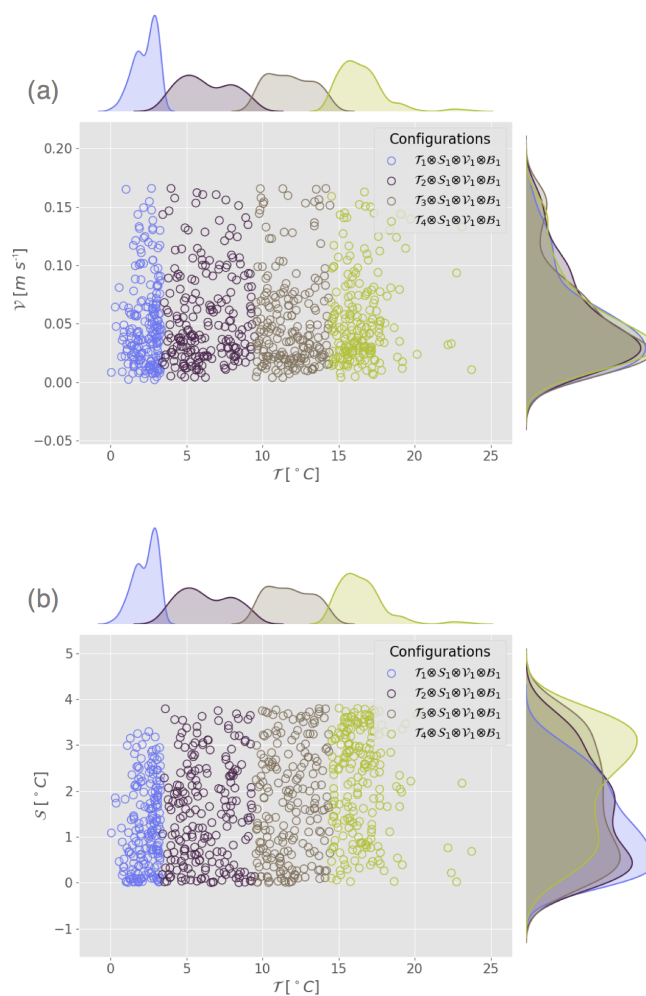 (a)
Configurations
𝒯₁⊗𝒮₁⊗𝒱₁⊗ℬ₁
𝒯₂⊗𝒮₁⊗𝒱₁⊗ℬ₁
𝒯₃⊗𝒮₁⊗𝒱₁⊗ℬ₁
𝒯₄⊗𝒮₁⊗𝒱₁⊗ℬ₁
0.20
0.15
0.10
0.05
0.00
−0.05
𝒱 [m s⁻¹]
0 5 10 15 20 25
𝒯 [°C]
(b)
Configurations
𝒯₁⊗𝒮₁⊗𝒱₁⊗ℬ₁
𝒯₂⊗𝒮₁⊗𝒱₁⊗ℬ₁
𝒯₃⊗𝒮₁⊗𝒱₁⊗ℬ₁
𝒯₄⊗𝒮₁⊗𝒱₁⊗ℬ₁
5
4
3
2
1
0
−1
𝒮 [°C]
0 5 10 15 20 25
𝒯 [°C]